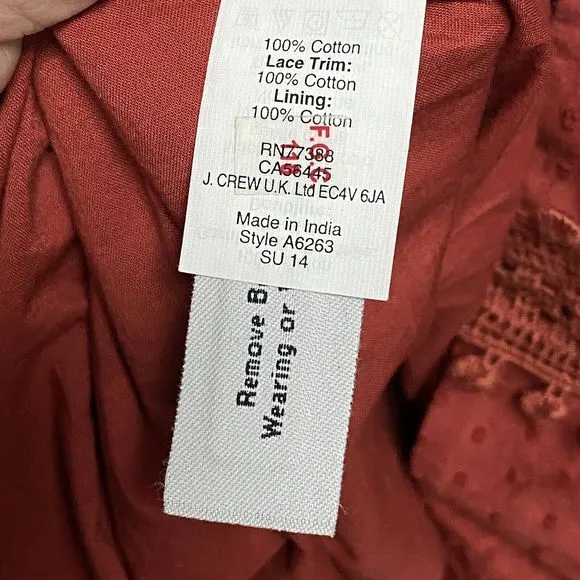 100% Cotton
Lace Trim:
100% Cotton
Lining:
100% Cotton
RN77388
CA56445
J. CREW U.K. Ltd EC4V 6JA
Made in India
Style A6263
SU 14
Remove
Wearing or